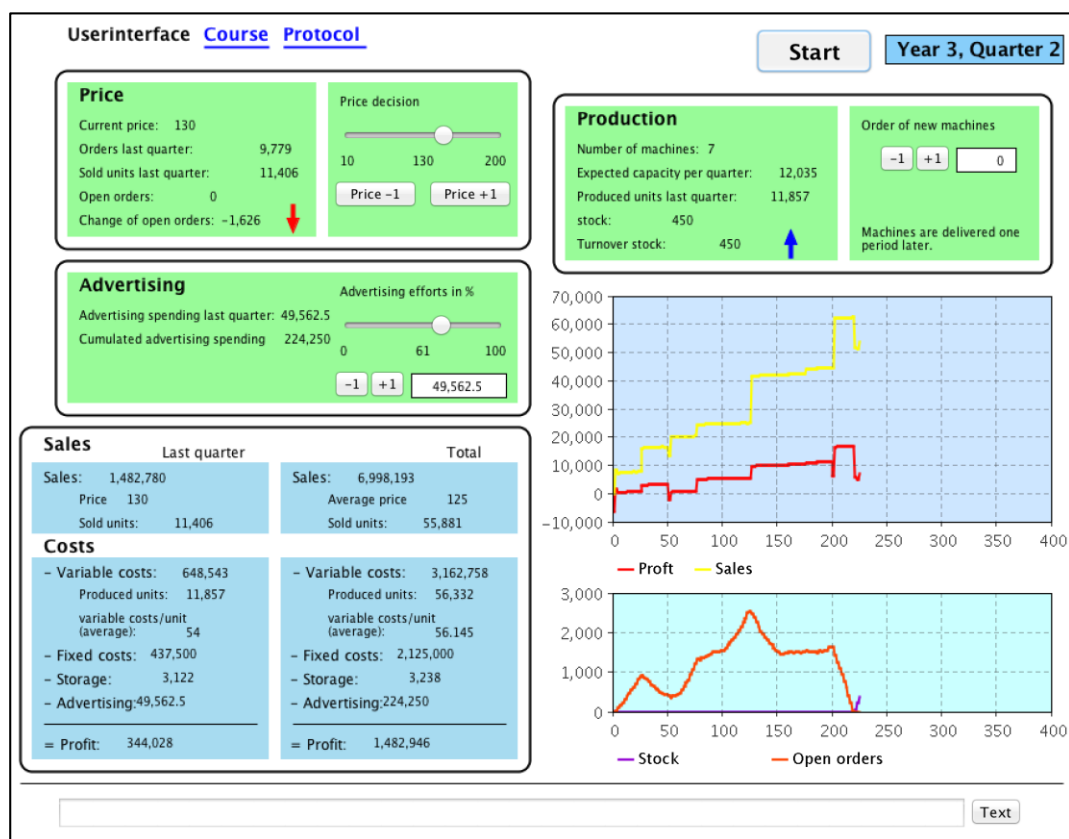 Userinterface Course Protocol
Start
Year 3, Quarter 2
Price
Current price: 130
Orders last quarter: 9,779
Sold units last quarter: 11,406
Open orders: 0
Change of open orders: -1,626
Price decision
10 130 200
Price -1 Price +1
Production
Number of machines: 7
Expected capacity per quarter: 12,035
Produced units last quarter: 11,857
stock: 450
Turnover stock: 450
Order of new machines
-1 +1 0
Machines are delivered one
period later.
Advertising
Advertising spending last quarter: 49,562.5
Cumulated advertising spending 224,250
Advertising efforts in %
0 61 100
-1 +1 49,562.5
Sales
Last quarter
Total
Sales: 1,482,780
Price 130
Sold units: 11,406
Sales: 6,998,193
Average price 125
Sold units: 55,881
Costs
- Variable costs: 648,543
Produced units: 11,857
variable costs/unit
(average): 54
- Fixed costs: 437,500
- Storage: 3,122
- Advertising:49,562.5
= Profit: 344,028
- Variable costs: 3,162,758
Produced units: 56,332
variable costs/unit
(average): 56.145
- Fixed costs: 2,125,000
- Storage: 3,238
- Advertising:224,250
= Profit: 1,482,946
70,000
60,000
50,000
40,000
30,000
20,000
10,000
0
-10,000
0 50 100 150 200 250 300 350 400
Proft Sales
3,000
2,000
1,000
0
0 50 100 150 200 250 300 350 400
Stock Open orders
Text